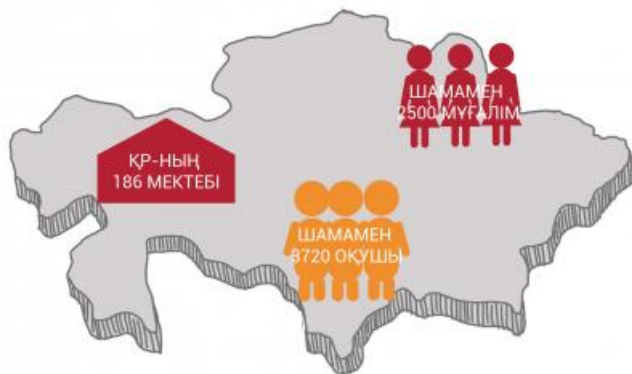 ШАМАМЕН
2500 МҰҒАЛІМ
ҚР-НЫҢ
186 МЕКТЕБІ
ШАМАМЕН
8720 ОҚУШЫ